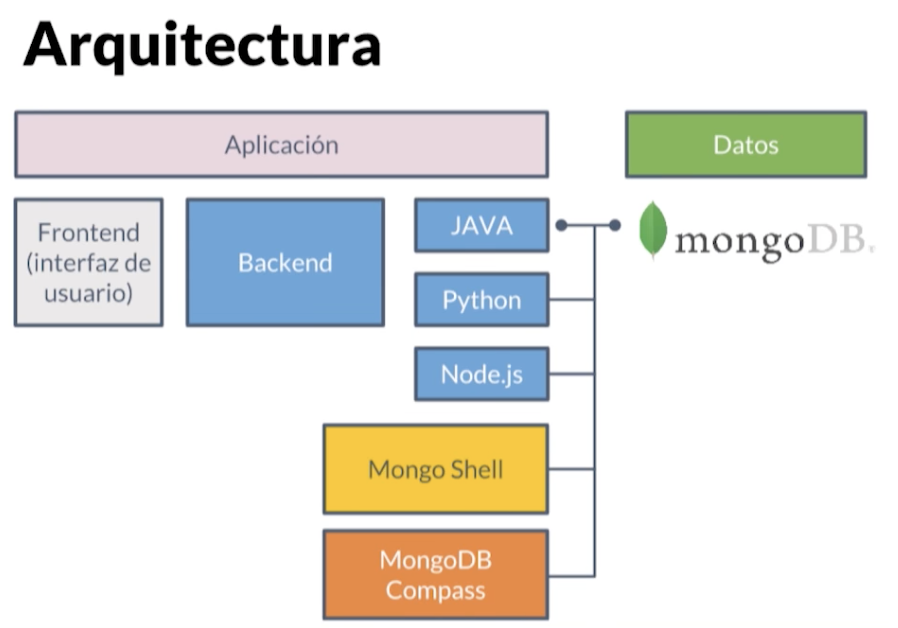 Arquitectura
Aplicación
Datos
Frontend
(interfaz de
usuario)
Backend
JAVA
Python
Node.js
mongoDB.
Mongo Shell
MongoDB
Compass